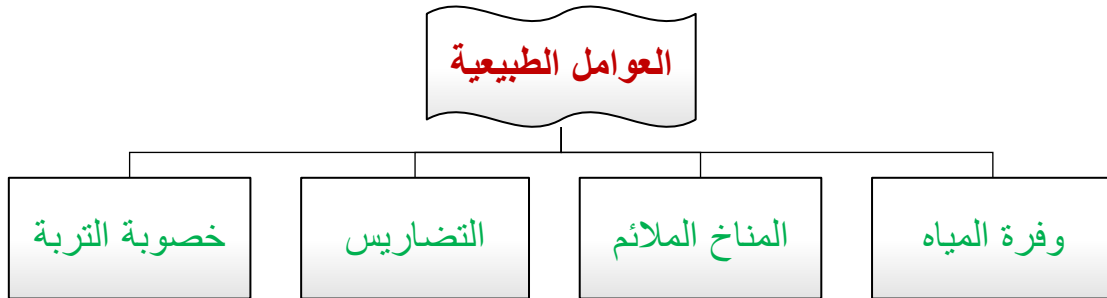 العوامل الطبيعية
وفرة المياه
المناخ الملائم
التضاريس
خصوبة التربة